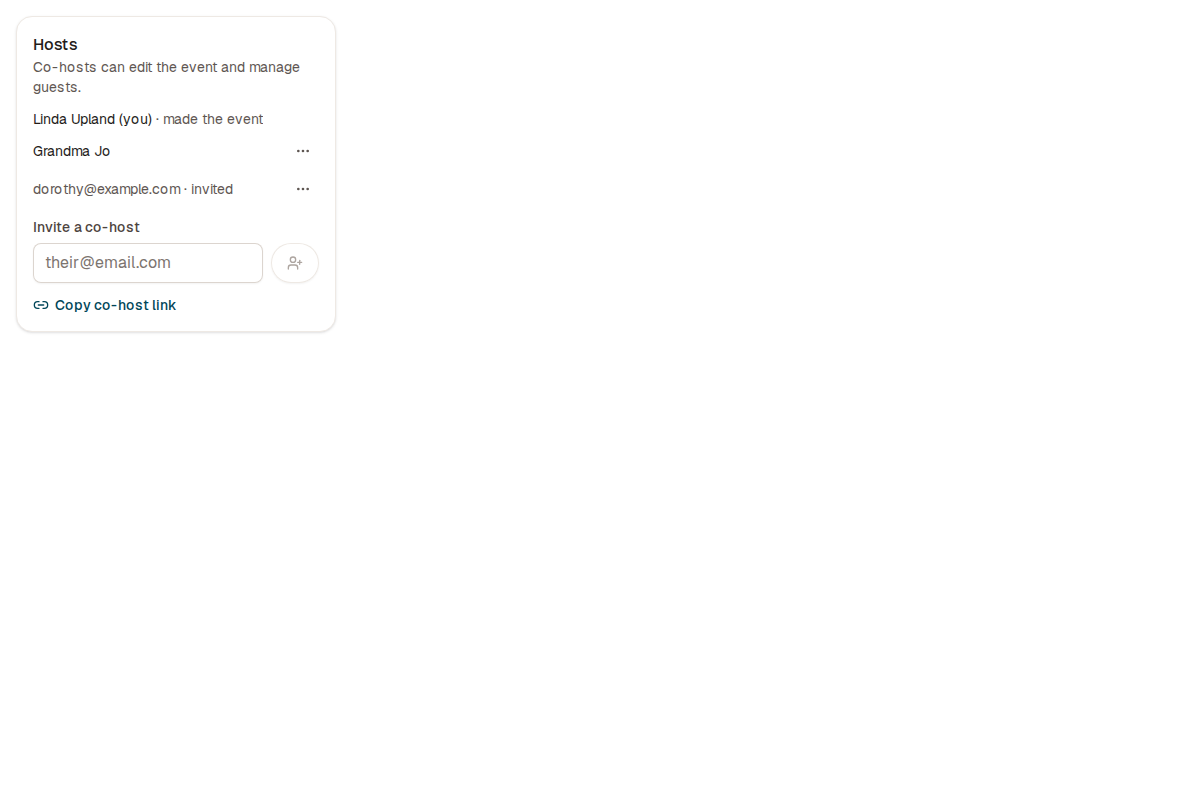 Hosts
Co-hosts can edit the event and manage
guests.
Linda Upland (you) · made the event
Grandma Jo
dorothy@example.com · invited
Invite a co-host
their@email.com
Copy co-host link